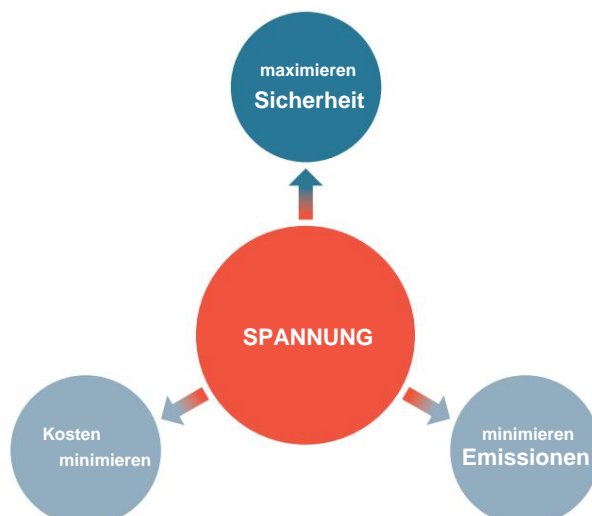 maximieren
Sicherheit
SPANNUNG
Kosten
minimieren
minimieren
Emissionen